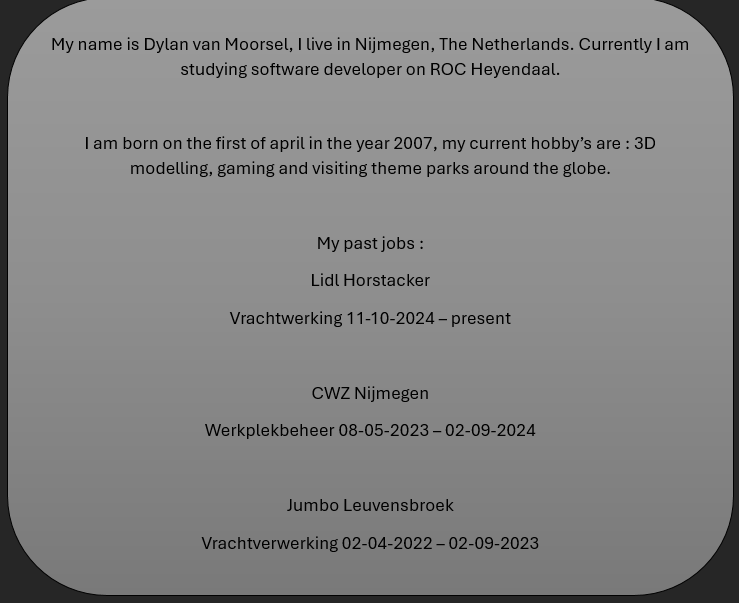 My name is Dylan van Moorsel, I live in Nijmegen, The Netherlands. Currently I am
studying software developer on ROC Heyendaal.
I am born on the first of april in the year 2007, my current hobby’s are : 3D
modelling, gaming and visiting theme parks around the globe.
My past jobs :
Lidl Horstacker
Vrachtwerking 11-10-2024 – present
CWZ Nijmegen
Werkplekbeheer 08-05-2023 – 02-09-2024
Jumbo Leuvensbroek
Vrachtverwerking 02-04-2022 – 02-09-2023